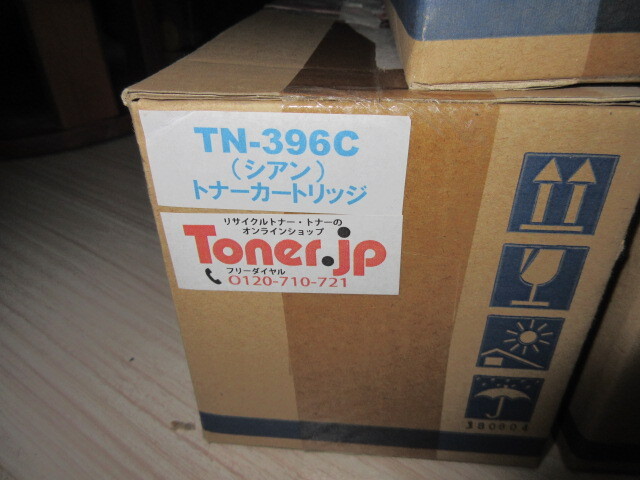 TN-396C
（シアン）
トナーカートリッジ
リサイクルトナー・トナーの
オンラインショップ
Toner.jp
フリーダイヤル
0120-710-721
380904